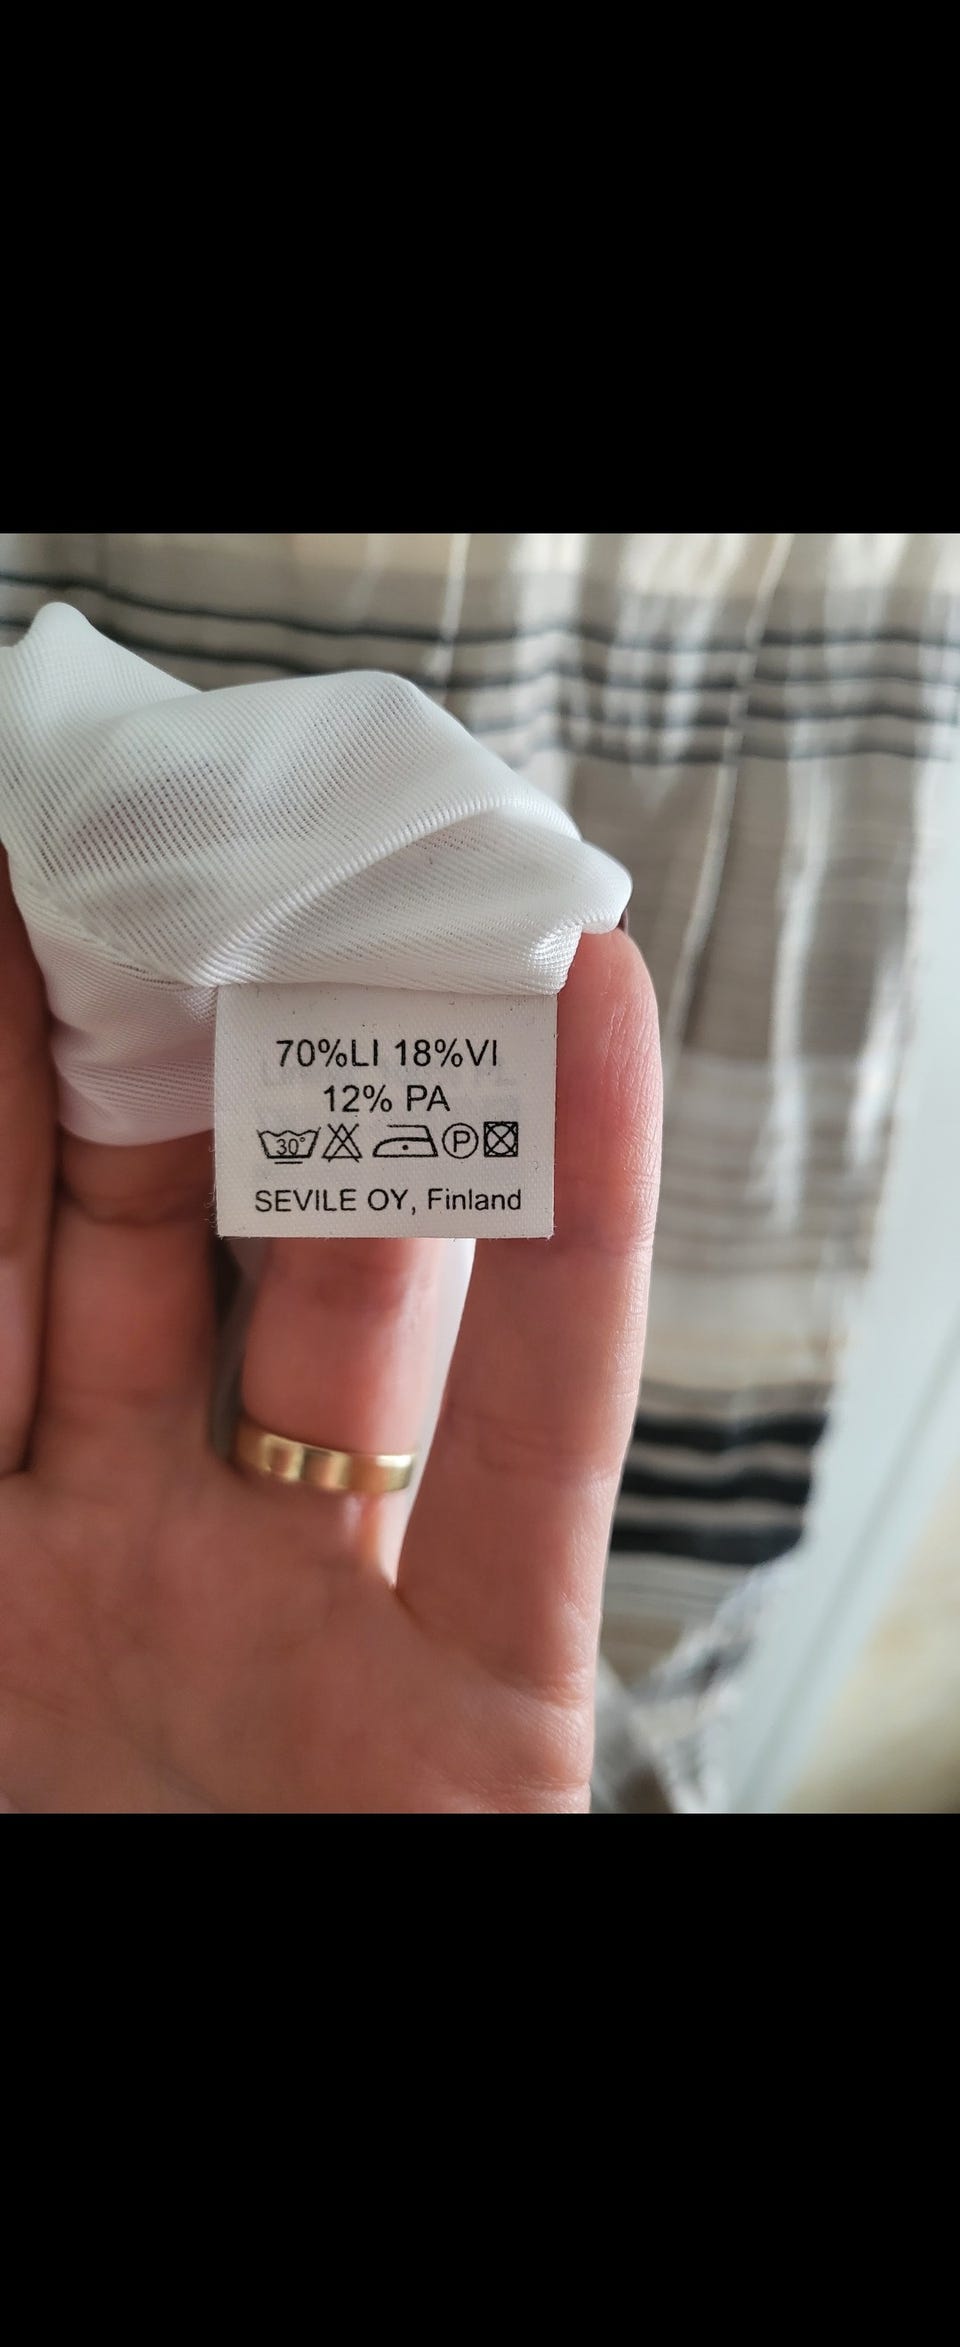 70%LI 18%VI
12% PA
30° P
SEVILE OY, Finland